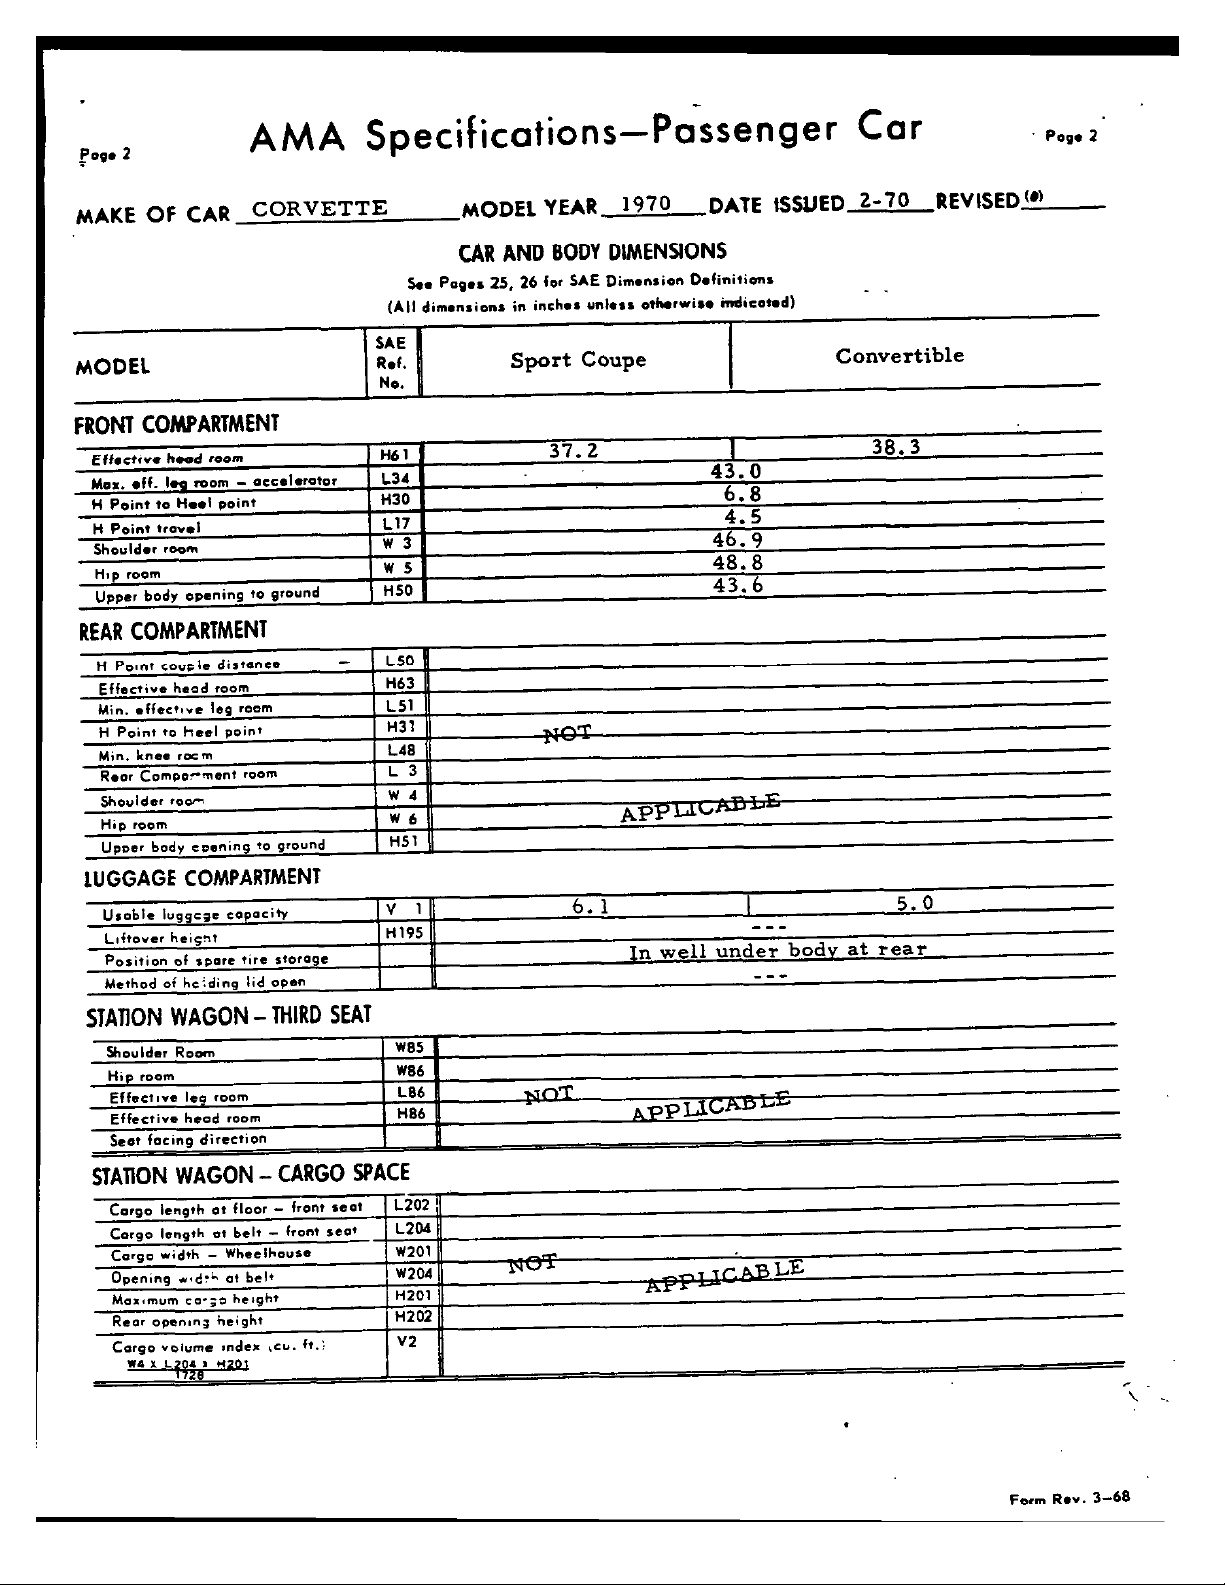 AMA Specifications—Passenger Car
Page 2
Page 2
MAKE OF CAR CORVETTE MODEL YEAR 1970 DATE ISSUED 2-70 REVISED (•)
CAR AND BODY DIMENSIONS
See Pages 25, 26 for SAE Dimension Definitions
(All dimensions in inches unless otherwise indicated)
MODEL SAE Ref. No. Sport Coupe Convertible
FRONT COMPARTMENT
Effective head room H61 37.2 38.3
Max. eff. leg room – accelerator L34 43.0
H Point to Heel point H30 6.8
H Point travel L17 4.5
Shoulder room W 3 46.9
Hip room W 5 48.8
Upper body opening to ground H50 43.6
REAR COMPARTMENT
H Point couple distance – L50
Effective head room H63
Min. effective leg room L51
H Point to Heel point H31 NOT
Min. knee room L48
Rear Compartment room L 3
Shoulder room W 4 APPLICABLE
Hip room W 6
Upper body opening to ground H51
LUGGAGE COMPARTMENT
Usable luggage capacity V 1 6.1 5.0
Liftover height H195 ---
Position of spare tire storage In well under body at rear
Method of holding lid open ---
STATION WAGON – THIRD SEAT
Shoulder Room W85
Hip room W86
Effective leg room L86 NOT APPLICABLE
Effective head room H86
Seat facing direction
STATION WAGON – CARGO SPACE
Cargo length at floor – front seat L202
Cargo length at belt – front seat L204
Cargo width – Wheelhouse W201 NOT
Opening width at belt W204 APPLICABLE
Maximum cargo height H201
Rear opening height H202
Cargo volume index (cu. ft.) V2
W4 x L204 x H201
1728
Form Rev. 3–68